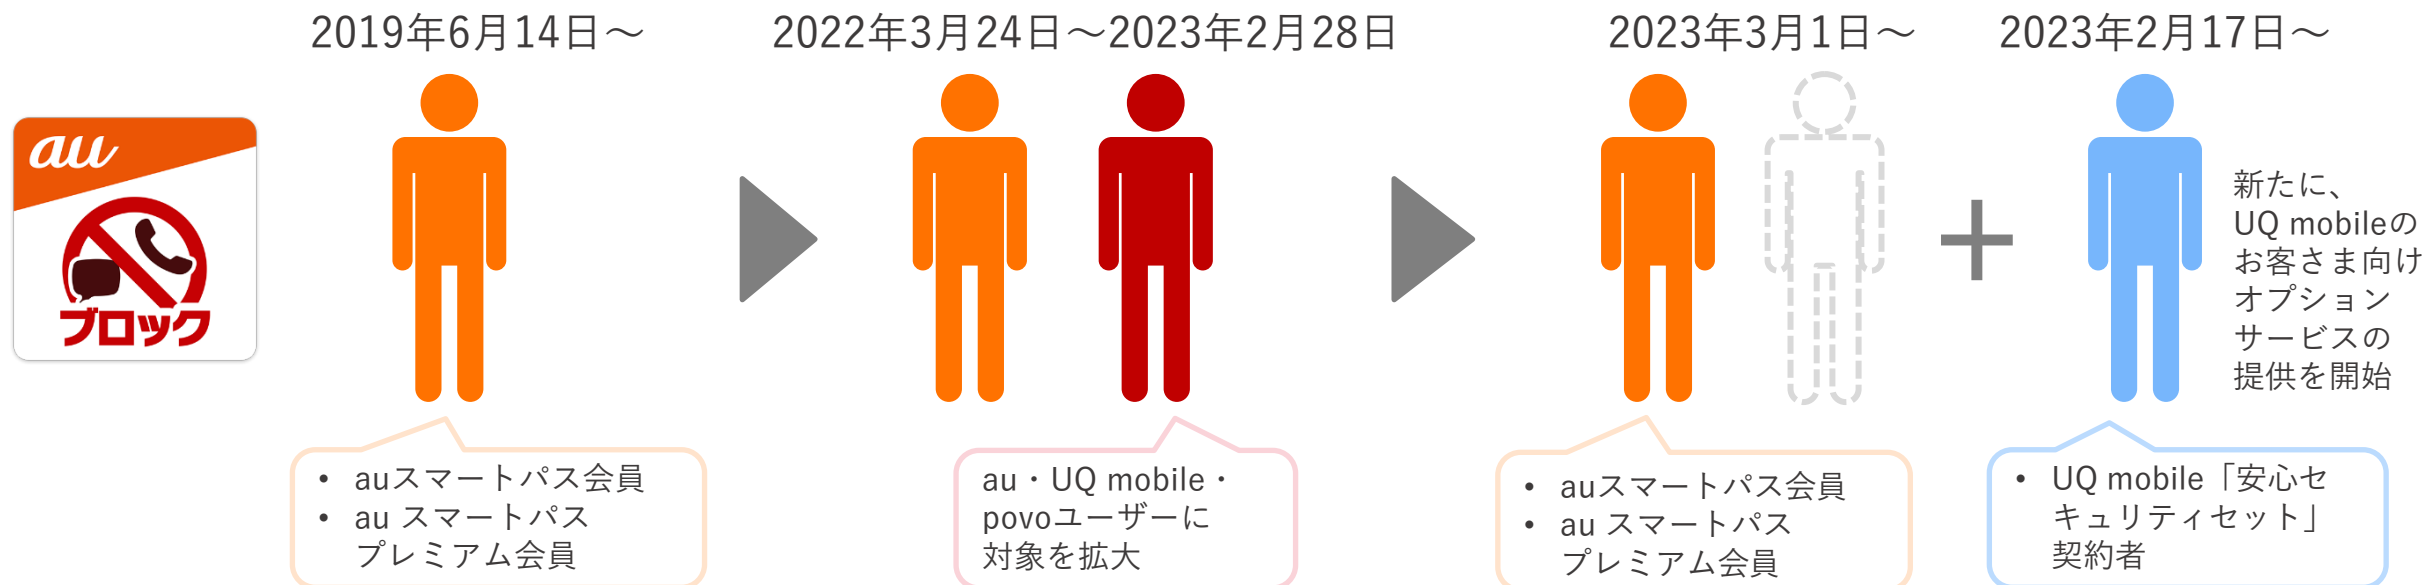 2019年6月14日～
2022年3月24日～2023年2月28日
2023年3月1日～
2023年2月17日～
au
ブロック
新たに、
UQ mobileの
お客さま向け
オプション
サービスの
提供を開始
• auスマートパス会員
• au スマートパス
プレミアム会員
au・UQ mobile・
povoユーザーに
対象を拡大
• auスマートパス会員
• au スマートパス
プレミアム会員
• UQ mobile「安心セ
キュリティセット」
契約者